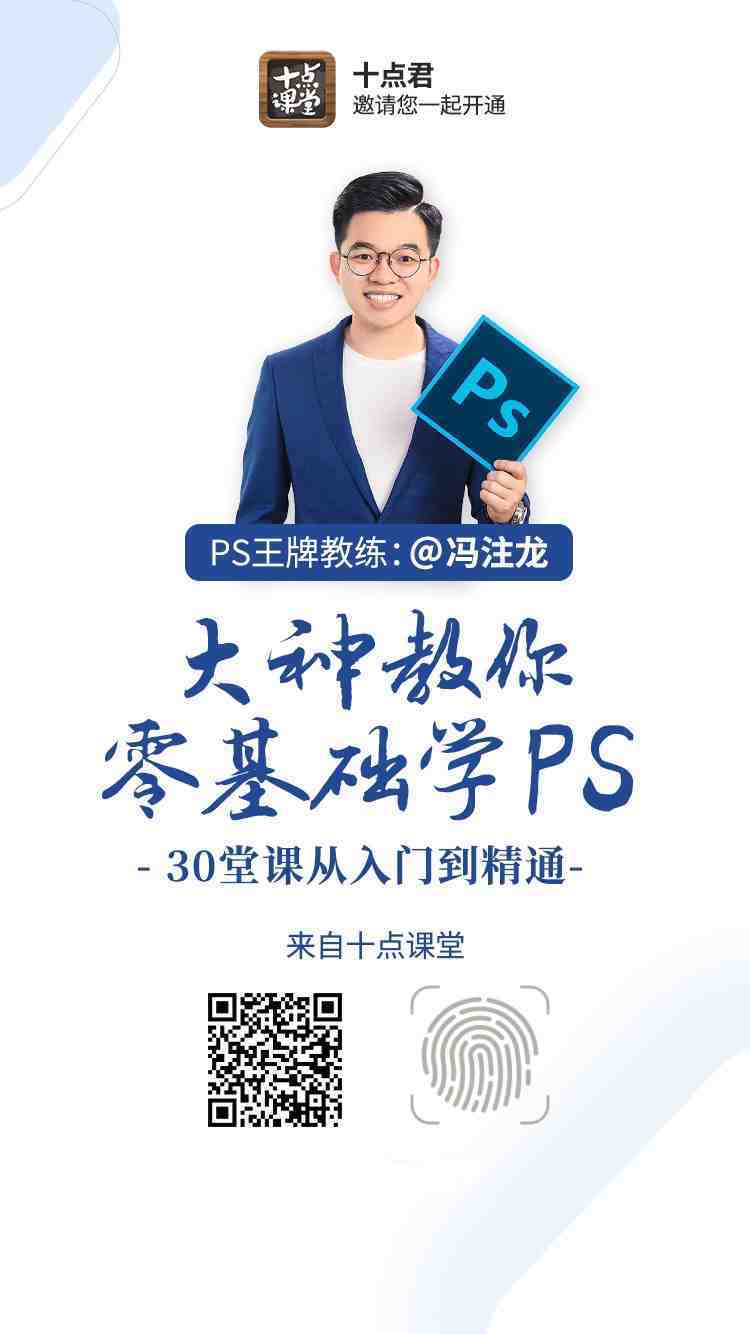 十点课堂
十点君
邀请您一起开通
Ps
PS王牌教练：@冯注龙
大神教你
零基础学PS
- 30堂课从入门到精通-
来自十点课堂